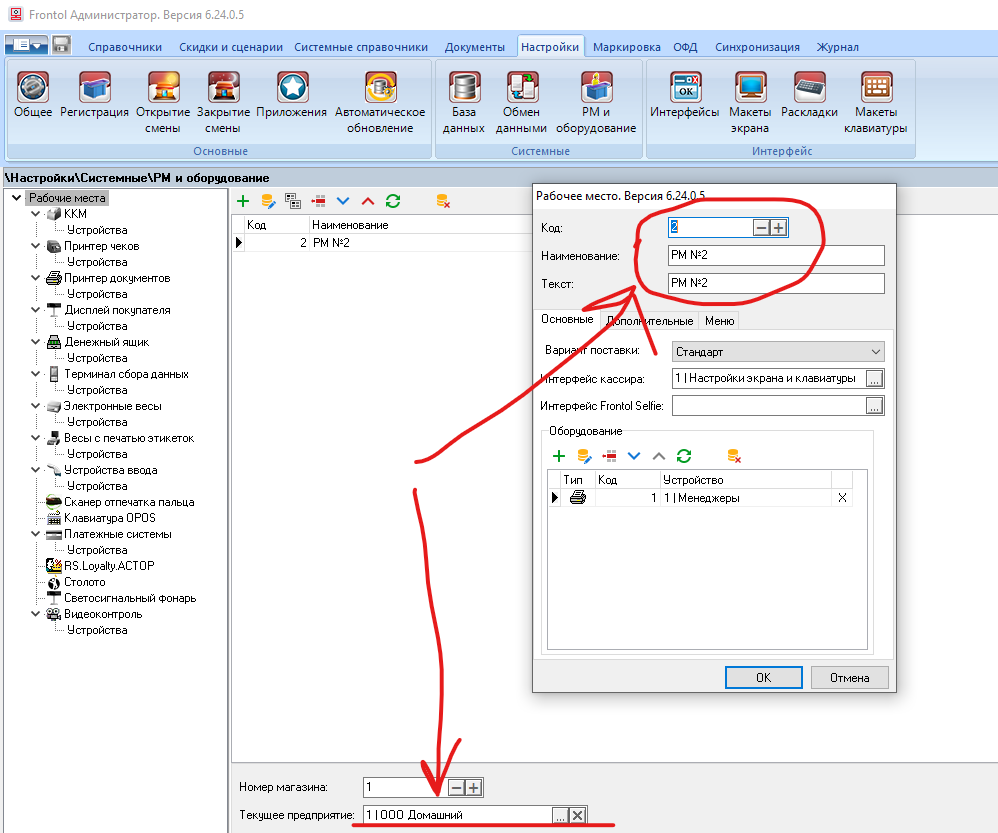 Frontol Администратор. Версия 6.24.0.5
Справочники Скидки и сценарии Системные справочники Документы Настройки Маркировка ОФД Синхронизация Журнал
Общее Регистрация Открытие смены Закрытие смены Приложения Автоматическое обновление База данных Обмен данными РМ и оборудование Интерфейсы Макеты экрана Раскладки Макеты клавиатуры
Основные Системные Интерфейс
\Настройки\Системные\РМ и оборудование
Рабочие места
ККМ
Устройства
Принтер чеков
Устройства
Принтер документов
Устройства
Дисплей покупателя
Устройства
Денежный ящик
Устройства
Терминал сбора данных
Устройства
Электронные весы
Устройства
Весы с печатью этикеток
Устройства
Устройства ввода
Устройства
Сканер отпечатка пальца
Клавиатура OPOS
Платежные системы
Устройства
RS.Loyalty.АСТОР
Столото
Светосигнальный фонарь
Видеоконтроль
Устройства
Код Наименование
2 РМ №2
Рабочее место. Версия 6.24.0.5
Код: 2
Наименование: РМ №2
Текст: РМ №2
Основные Дополнительные Меню
Вариант поставки: Стандарт
Интерфейс кассира: 1 | Настройки экрана и клавиатуры ...
Интерфейс Frontol Selfie: ...
Оборудование
Тип Код Устройство
1 1 | Менеджеры X
OK Отмена
Номер магазина: 1
Текущее предприятие: 1 | ООО Домашний ...